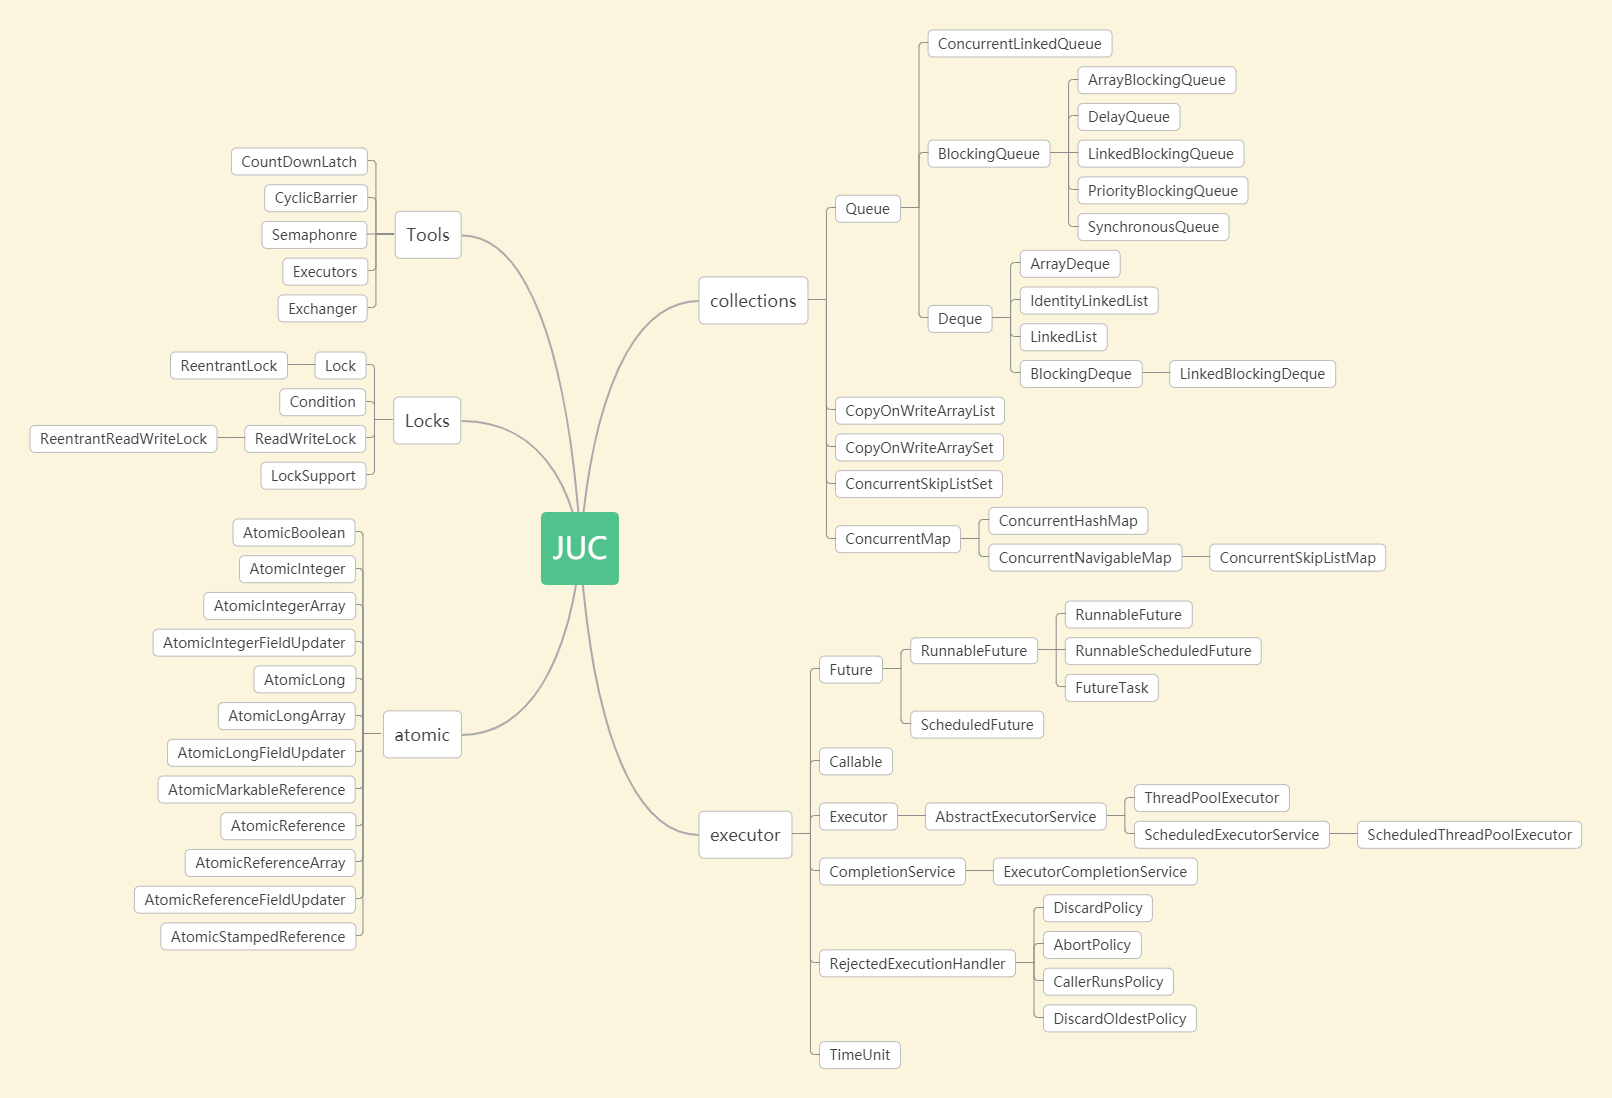 JUC
Tools
CountDownLatch
CyclicBarrier
Semaphonre
Executors
Exchanger
Locks
Lock
ReentrantLock
Condition
ReadWriteLock
ReentrantReadWriteLock
LockSupport
atomic
AtomicBoolean
AtomicInteger
AtomicIntegerArray
AtomicIntegerFieldUpdater
AtomicLong
AtomicLongArray
AtomicLongFieldUpdater
AtomicMarkableReference
AtomicReference
AtomicReferenceArray
AtomicReferenceFieldUpdater
AtomicStampedReference
collections
Queue
ConcurrentLinkedQueue
BlockingQueue
ArrayBlockingQueue
DelayQueue
LinkedBlockingQueue
PriorityBlockingQueue
SynchronousQueue
Deque
ArrayDeque
IdentityLinkedList
LinkedList
BlockingDeque
LinkedBlockingDeque
CopyOnWriteArrayList
CopyOnWriteArraySet
ConcurrentSkipListSet
ConcurrentMap
ConcurrentHashMap
ConcurrentNavigableMap
ConcurrentSkipListMap
executor
Future
RunnableFuture
RunnableFuture
RunnableScheduledFuture
FutureTask
ScheduledFuture
Callable
Executor
AbstractExecutorService
ThreadPoolExecutor
ScheduledExecutorService
ScheduledThreadPoolExecutor
CompletionService
ExecutorCompletionService
RejectedExecutionHandler
DiscardPolicy
AbortPolicy
CallerRunsPolicy
DiscardOldestPolicy
TimeUnit